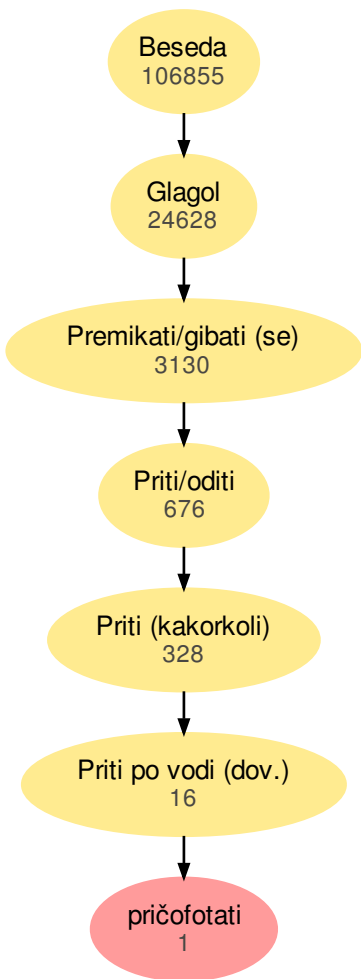 Beseda
106855
Glagol
24628
Premikati/gibati (se)
3130
Priti/oditi
676
Priti (kakorkoli)
328
Priti po vodi (dov.)
16
pričofotati
1